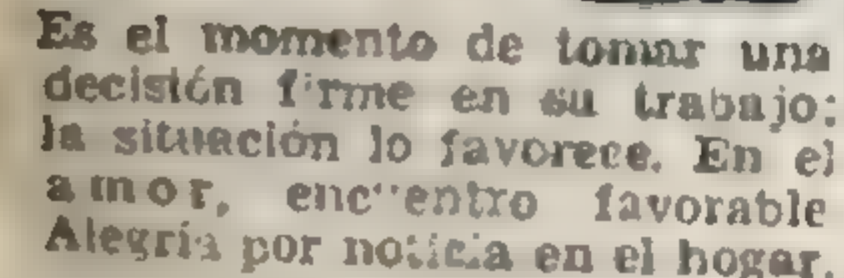 Es el momento de tomar una
decisión firme en su trabajo:
la situación lo favorece. En el
amor, encuentro favorable
Alegría por noticia en el hogar.